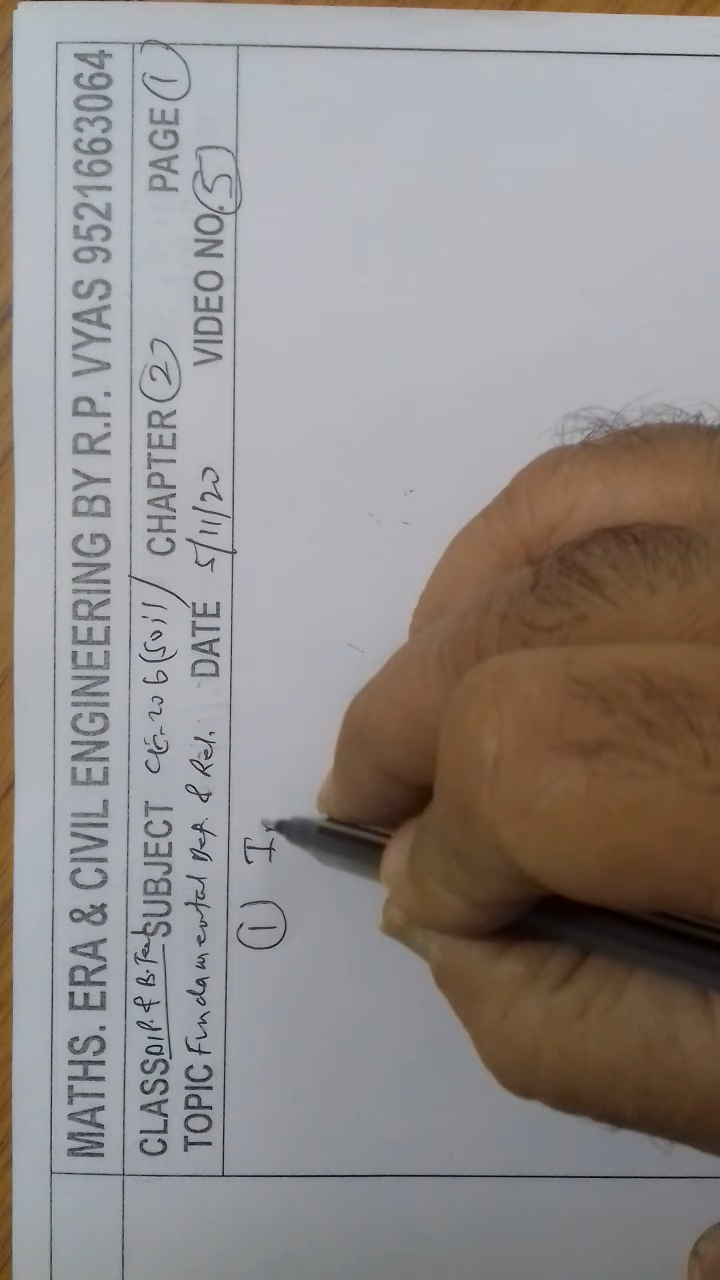 MATHS. ERA & CIVIL ENGINEERING BY R.P. VYAS 9521663064
CLASS DIP. & B.Tech SUBJECT CE-206 (Soil) CHAPTER 2 PAGE 1
TOPIC Fundamental Def. & Rel. DATE 5/11/20 VIDEO NO. 5
1 I